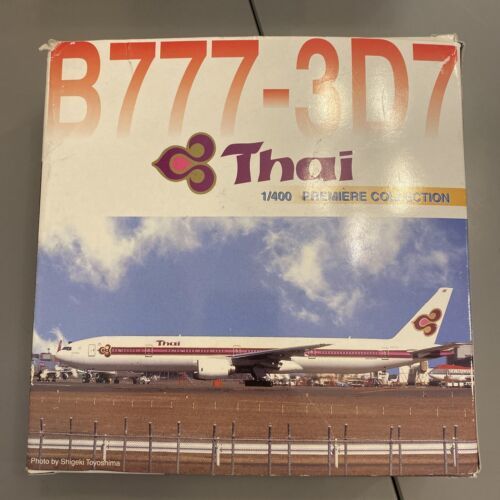 B777-3D7
Thai
1/400 PREMIERE COLLECTION
Thai
Photo by Shigeki Toyoshima